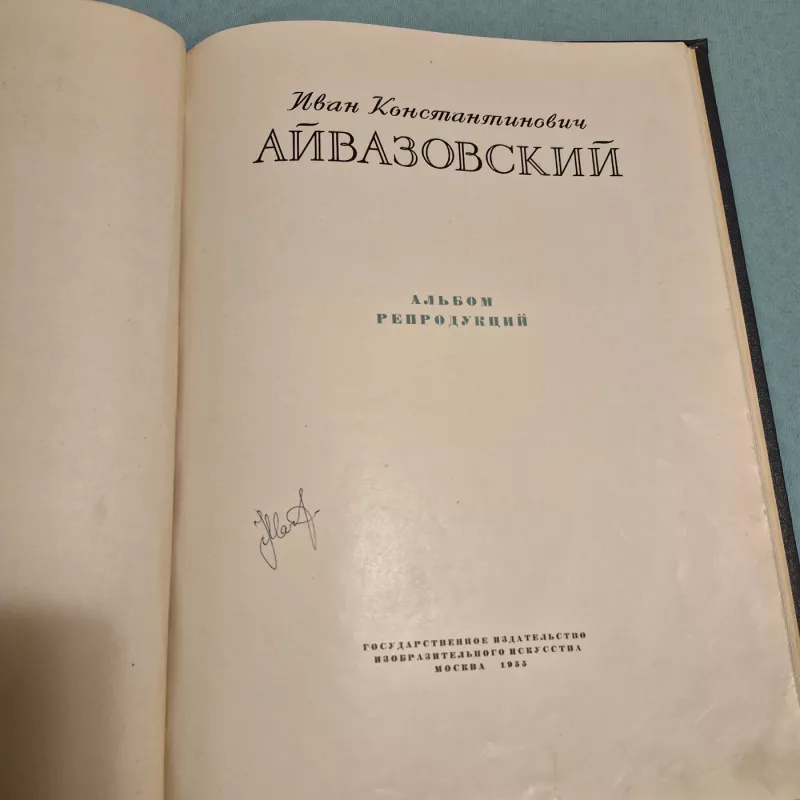 Иван Константинович
АЙВАЗОВСКИЙ
АЛЬБОМ
РЕПРОДУКЦИЙ
ГОСУДАРСТВЕННОЕ ИЗДАТЕЛЬСТВО
ИЗОБРАЗИТЕЛЬНОГО ИСКУССТВА
МОСКВА 1955